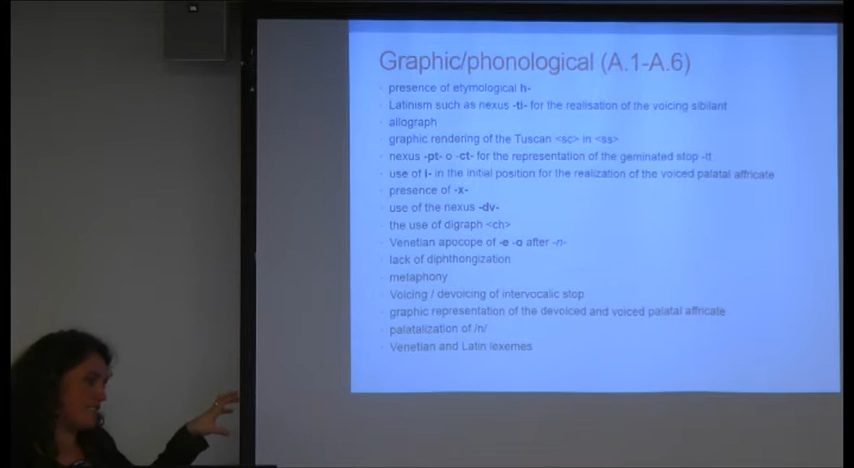 Graphic/phonological (A.1-A.6)
presence of etymological h-
Latinism such as nexus -ti- for the realisation of the voicing sibilant
allograph
graphic rendering of the Tuscan <sc> in <ss>
nexus -pt- o -ct- for the representation of the geminated stop -tt
use of I- in the initial position for the realization of the voiced palatal affricate
presence of -x-
use of the nexus -dv-
the use of digraph <ch>
Venetian apocope of -e -o after -n-
lack of diphthongization
metaphony
Voicing / devoicing of intervocalic stop
graphic representation of the devoiced and voiced palatal affricate
palatalization of /n/
Venetian and Latin lexemes